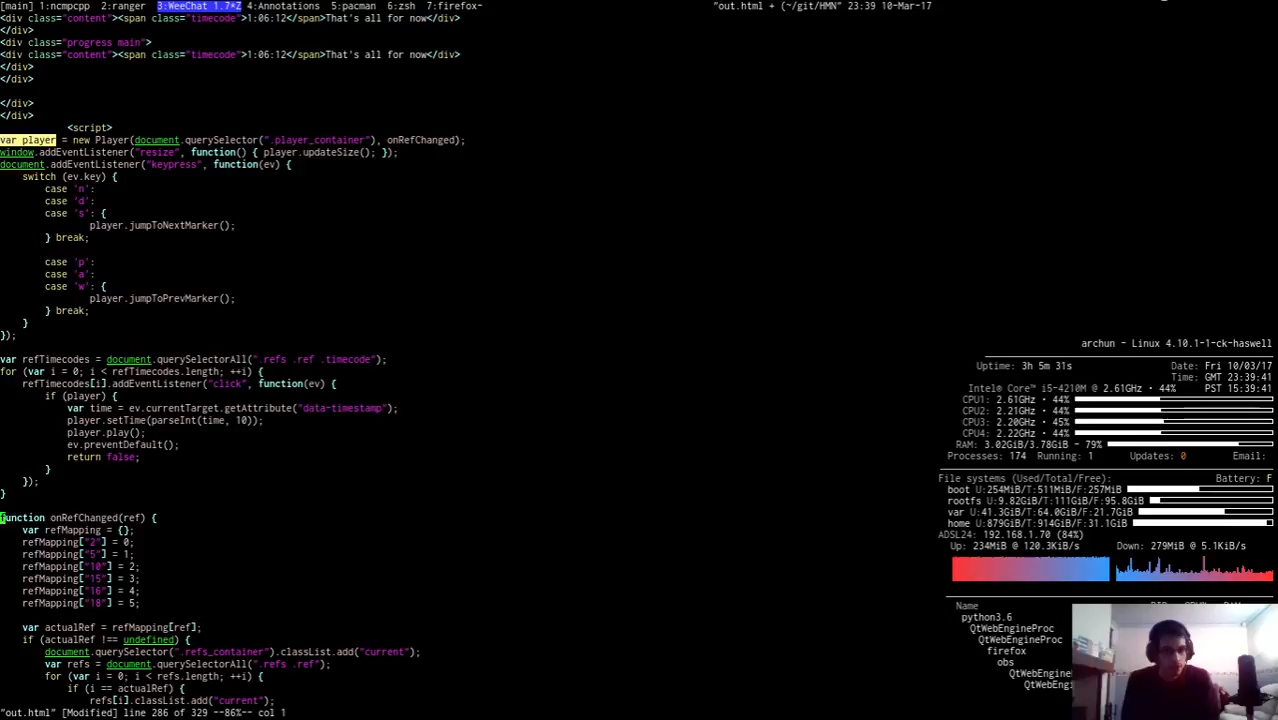 [main] 1:ncmpcpp  2:ranger  3:WeeChat 1.7*Z 4:Annotations  5:pacman  6:zsh  7:firefox-  "out.html + (~/git/HMN" 23:39 10-Mar-17
<div class="content"><span class="timecode">1:06:12</span>That's all for now</div>
</div>
<div class="progress main">
<div class="content"><span class="timecode">1:06:12</span>That's all for now</div>
</div>
</div>
</div>
</div>
<script>
var player = new Player(document.querySelector(".player_container"), onRefChanged);
window.addEventListener("resize", function() { player.updateSize(); });
document.addEventListener("keypress", function(ev) {
    switch (ev.key) {
        case 'n':
        case 'd':
        case 's': {
                player.jumpToNextMarker();
        } break;
        case 'p':
        case 'a':
        case 'w': {
                player.jumpToPrevMarker();
        } break;
    }
});
var refTimecodes = document.querySelectorAll(".refs .ref .timecode");
for (var i = 0; i < refTimecodes.length; ++i) {
    refTimecodes[i].addEventListener("click", function(ev) {
        if (player) {
            var time = ev.currentTarget.getAttribute("data-timestamp");
            player.setTime(parseInt(time, 10));
            player.play();
            ev.preventDefault();
            return false;
        }
    });
}
function onRefChanged(ref) {
    var refMapping = {};
    refMapping["2"] = 0;
    refMapping["5"] = 1;
    refMapping["10"] = 2;
    refMapping["15"] = 3;
    refMapping["16"] = 4;
    refMapping["18"] = 5;
    var actualRef = refMapping[ref];
    if (actualRef !== undefined) {
        document.querySelector(".refs_container").classList.add("current");
        var refs = document.querySelectorAll(".refs .ref");
        for (var i = 0; i < refs.length; ++i) {
            if (i == actualRef) {
                refs[i].classList.add("current");
"out.html" [Modified] line 286 of 329 --86%-- col 1
archun - Linux 4.10.1-1-ck-haswell
Uptime: 3h 5m 31s  Date: Fri 10/03/17
Time: GMT 23:39:41
Intel® Core™ i5-4210M @ 2.61GHz · 44%  PST 15:39:41
CPU1: 2.61GHz · 44%
CPU2: 2.21GHz · 44%
CPU3: 2.20GHz · 45%
CPU4: 2.22GHz · 44%
RAM: 3.02GiB/3.78GiB - 79%
Processes: 174  Running: 1  Updates: 0  Email:
File systems (Used/Total/Free):  Battery: F
boot U:254MiB/T:511MiB/F:257MiB
rootfs U:9.82GiB/T:111GiB/F:95.8GiB
var U:41.3GiB/T:64.0GiB/F:21.7GiB
home U:879GiB/T:914GiB/F:31.1GiB
ADSL24: 192.168.1.70 (84%)
Up: 234MiB @ 120.3KiB/s  Down: 279MiB @ 5.1KiB/s
Name
python3.6
QtWebEngineProc
QtWebEngineProc
firefox
obs
QtWebEngin
QtWebEngi